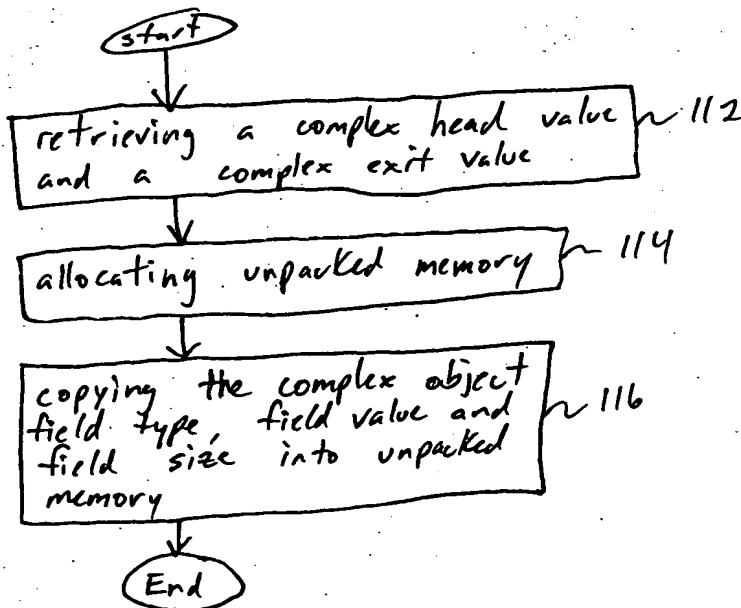 start
retrieving a complex head value 112
and a complex exit value
allocating unpacked memory 114
copying the complex object
field type, field value and 116
field size into unpacked
memory
End